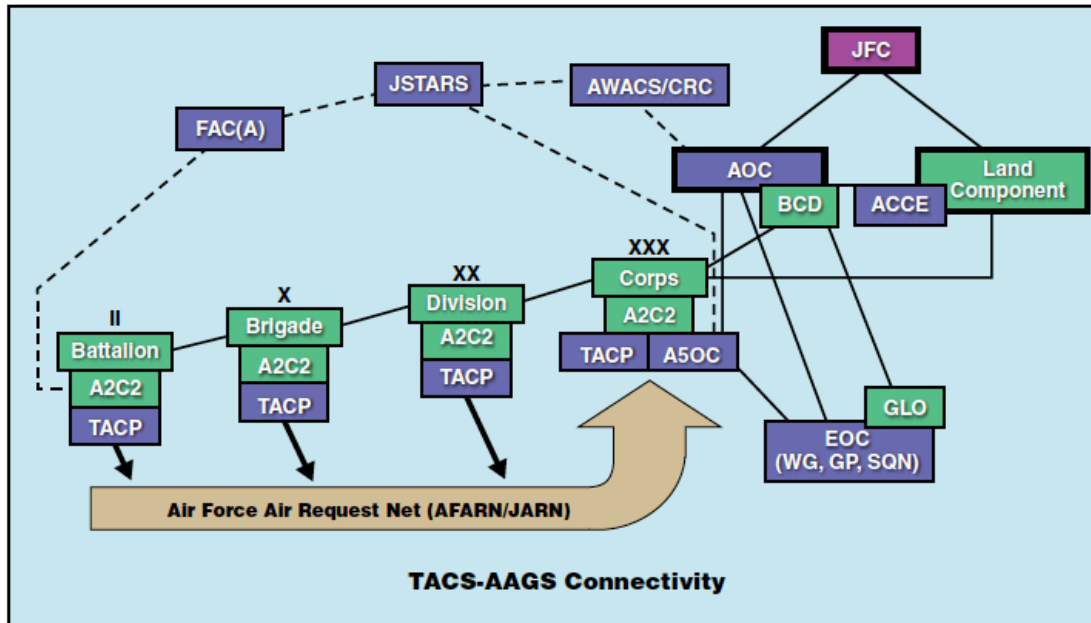 JFC
JSTARS
AWACS/CRC
FAC(A)
AOC
Land
Component
BCD
ACCE
XXX
Corps
A2C2
TACP
A5OC
XX
Division
A2C2
TACP
X
Brigade
A2C2
TACP
II
Battalion
A2C2
TACP
GLO
EOC
(WG, GP, SQN)
Air Force Air Request Net (AFARN/JARN)
TACS-AAGS Connectivity